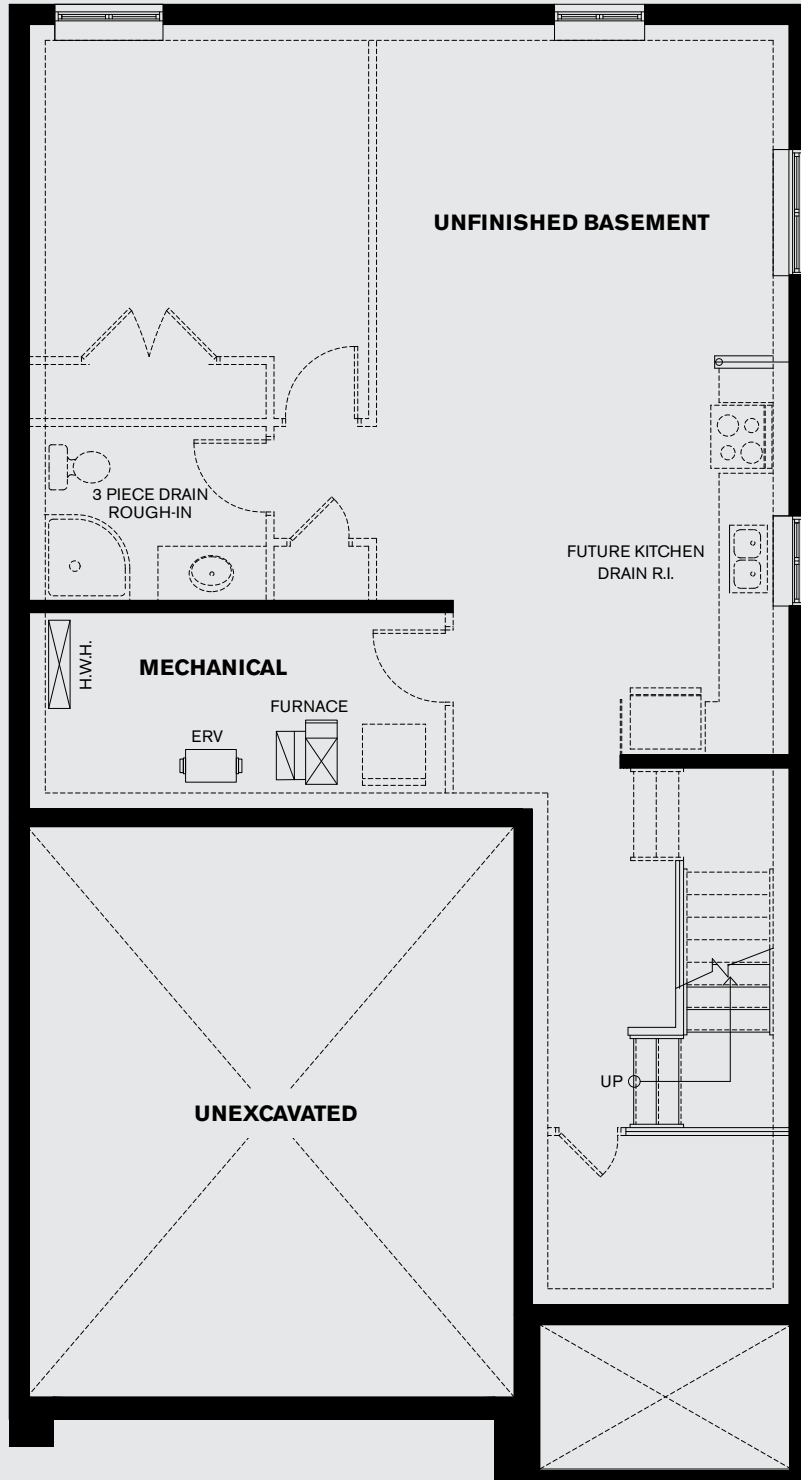 UNFINISHED BASEMENT
3 PIECE DRAIN
ROUGH-IN
FUTURE KITCHEN
DRAIN R.I.
H.W.H.
MECHANICAL
FURNACE
ERV
UP
UNEXCAVATED